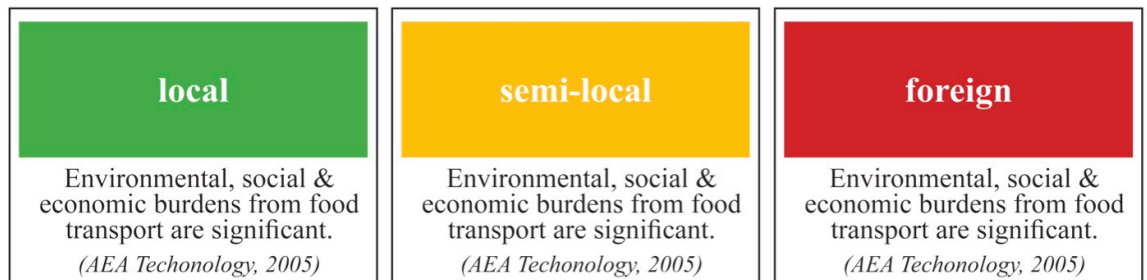 local
Environmental, social &
economic burdens from food
transport are significant.
(AEA Techonology, 2005)
semi-local
Environmental, social &
economic burdens from food
transport are significant.
(AEA Techonology, 2005)
foreign
Environmental, social &
economic burdens from food
transport are significant.
(AEA Techonology, 2005)